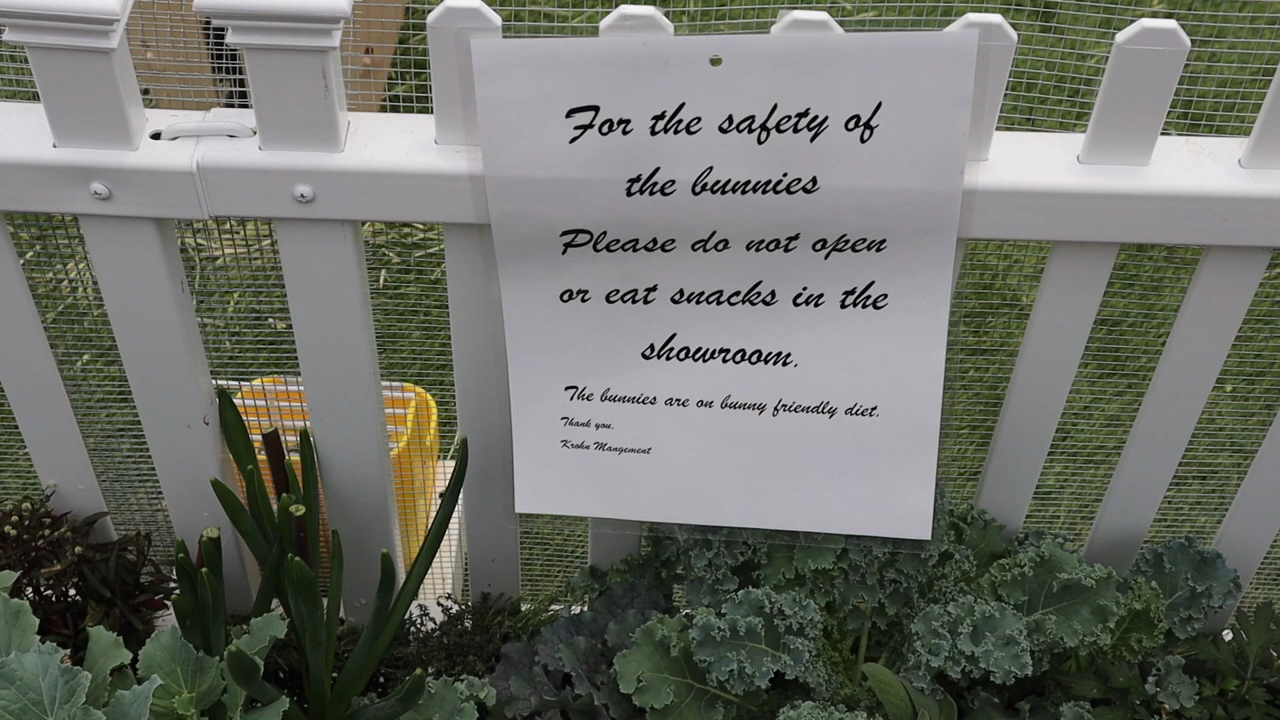 For the safety of
the bunnies
Please do not open
or eat snacks in the
showroom.
The bunnies are on bunny friendly diet.
Thank you.
Krohn Mangement